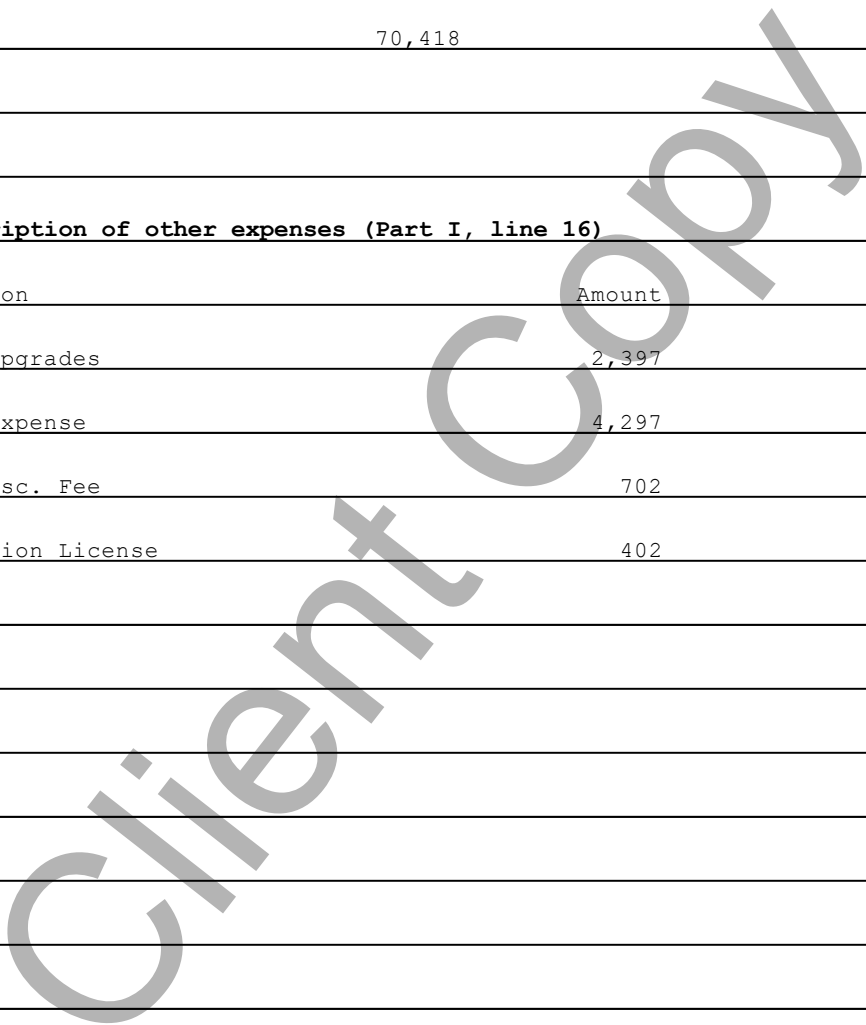 70,418
iption of other expenses (Part I, line 16)
on Amount
pgrades 2,397
xpense 4,297
sc. Fee 702
ion License 402
Client Copy